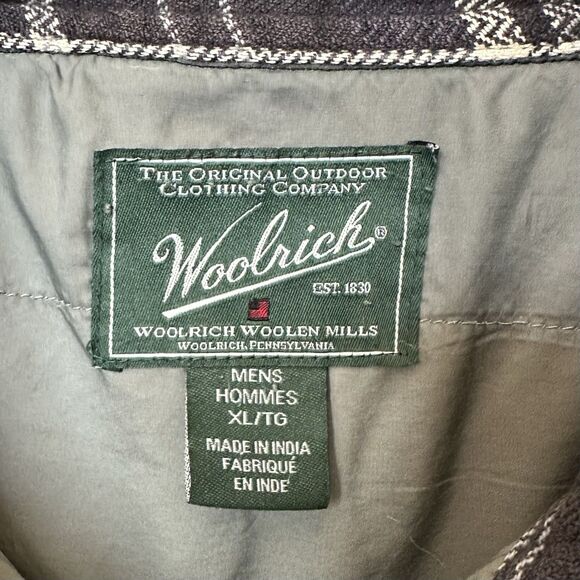 THE ORIGINAL OUTDOOR
CLOTHING COMPANY
Woolrich®
EST. 1830
WOOLRICH WOOLEN MILLS
WOOLRICH, PENNSYLVANIA
MENS
HOMMES
XL/TG
MADE IN INDIA
FABRIQUÉ
EN INDE